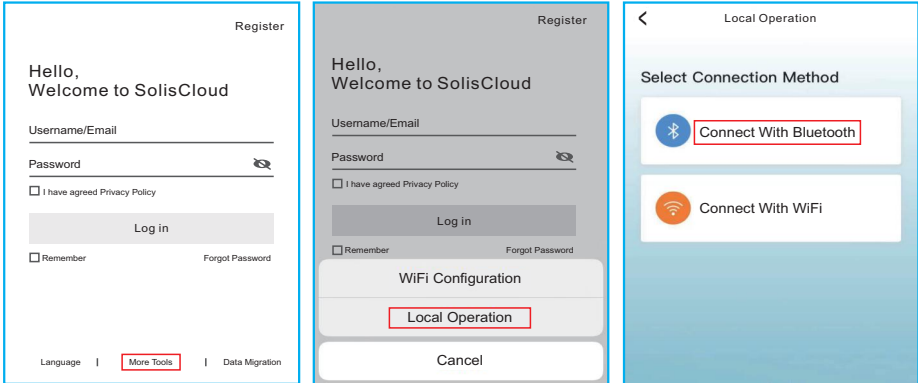 Register
Hello,
Welcome to SolisCloud
Username/Email
Password
I have agreed Privacy Policy
Log in
Remember Forgot Password
Language | More Tools | Data Migration
Register
Hello,
Welcome to SolisCloud
Username/Email
Password
I have agreed Privacy Policy
Log in
Remember Forgot Password
WiFi Configuration
Local Operation
Cancel
Local Operation
Select Connection Method
Connect With Bluetooth
Connect With WiFi